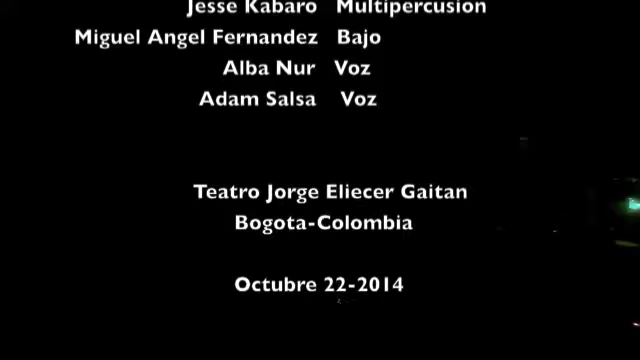 Jesse Kabaro Multipercusion
Miguel Angel Fernandez Bajo
Alba Nur Voz
Adam Salsa Voz
Teatro Jorge Eliecer Gaitan
Bogota-Colombia
Octubre 22-2014